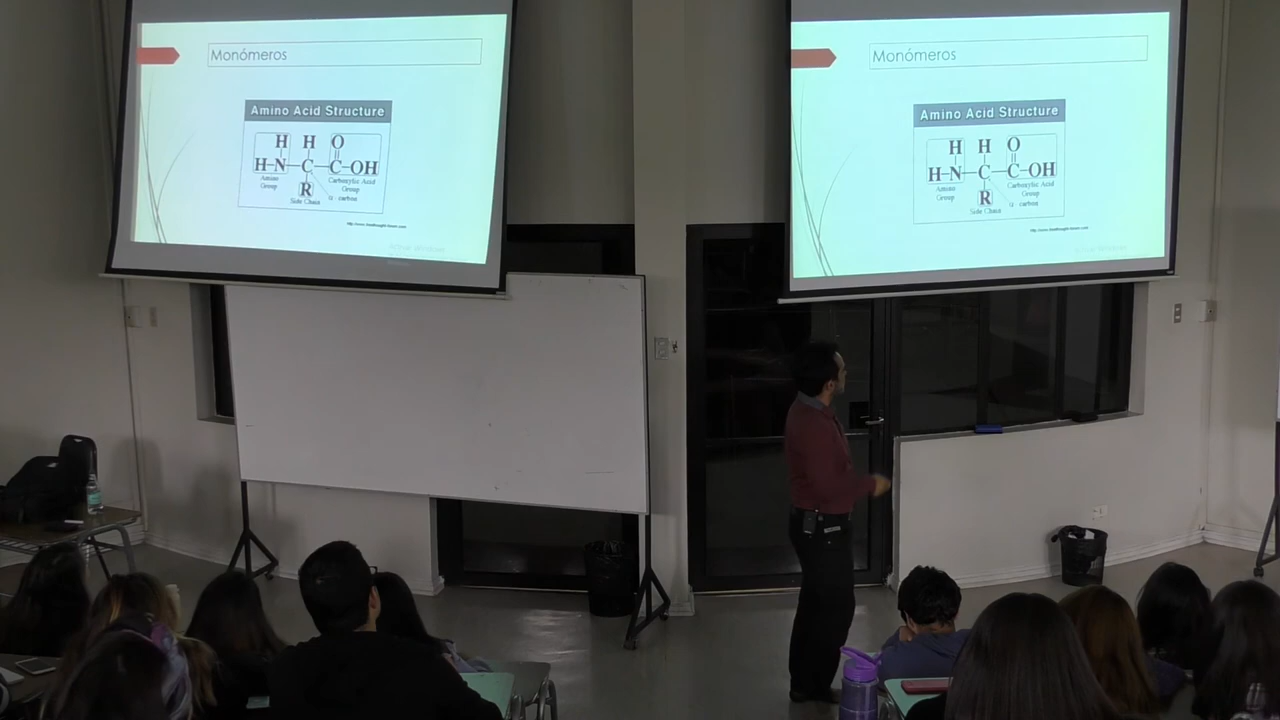 Monómeros
Amino Acid Structure
H H O
H-N-C-C-OH
Amino Group
Carboxylic Acid Group
R
Side Chain
α - carbon
Monómeros
Amino Acid Structure
H H O
H-N-C-C-OH
Amino Group
Carboxylic Acid Group
R
Side Chain
α - carbon